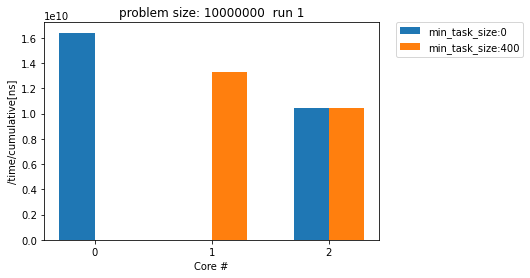 problem size: 10000000  run 1
1e10
min_task_size:0
min_task_size:400
1.6
1.4
1.2
1.0
0.8
0.6
0.4
0.2
0.0
/time/cumulative[ns]
0
1
2
Core #